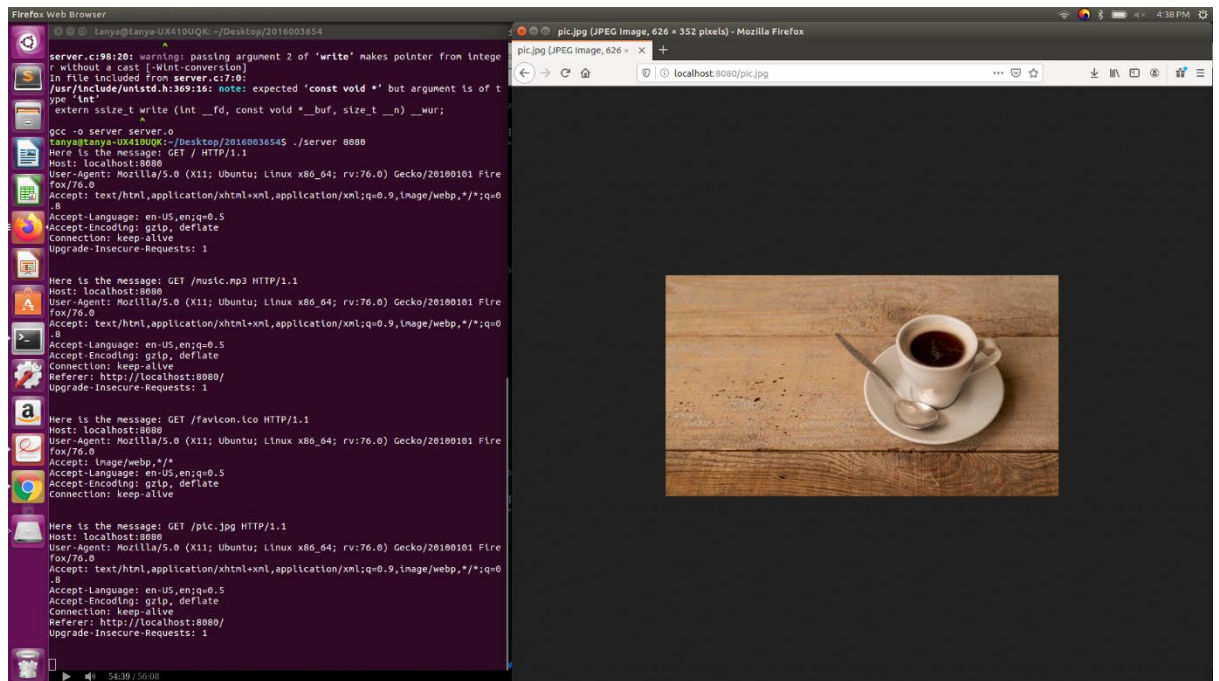 Firefox Web Browser
4:38 PM
tanya@tanya-UX410UQK: ~/Desktop/2016003654
^
server.c:98:20: warning: passing argument 2 of ‘write’ makes pointer from intege
r without a cast [-Wint-conversion]
In file included from server.c:7:0:
/usr/include/unistd.h:369:16: note: expected ‘const void *’ but argument is of t
ype ‘int’
extern ssize_t write (int __fd, const void *__buf, size_t __n) __wur;
^
gcc -o server server.o
tanya@tanya-UX410UQK:~/Desktop/2016003654$ ./server 8080
Here is the message: GET / HTTP/1.1
Host: localhost:8080
User-Agent: Mozilla/5.0 (X11; Ubuntu; Linux x86_64; rv:76.0) Gecko/20100101 Fire
fox/76.0
Accept: text/html,application/xhtml+xml,application/xml;q=0.9,image/webp,*/*;q=0
.8
Accept-Language: en-US,en;q=0.5
Accept-Encoding: gzip, deflate
Connection: keep-alive
Upgrade-Insecure-Requests: 1
Here is the message: GET /music.mp3 HTTP/1.1
Host: localhost:8080
User-Agent: Mozilla/5.0 (X11; Ubuntu; Linux x86_64; rv:76.0) Gecko/20100101 Fire
fox/76.0
Accept: text/html,application/xhtml+xml,application/xml;q=0.9,image/webp,*/*;q=0
.8
Accept-Language: en-US,en;q=0.5
Accept-Encoding: gzip, deflate
Connection: keep-alive
Referer: http://localhost:8080/
Upgrade-Insecure-Requests: 1
Here is the message: GET /favicon.ico HTTP/1.1
Host: localhost:8080
User-Agent: Mozilla/5.0 (X11; Ubuntu; Linux x86_64; rv:76.0) Gecko/20100101 Fire
fox/76.0
Accept: image/webp,*/*
Accept-Language: en-US,en;q=0.5
Accept-Encoding: gzip, deflate
Connection: keep-alive
Here is the message: GET /pic.jpg HTTP/1.1
Host: localhost:8080
User-Agent: Mozilla/5.0 (X11; Ubuntu; Linux x86_64; rv:76.0) Gecko/20100101 Fire
fox/76.0
Accept: text/html,application/xhtml+xml,application/xml;q=0.9,image/webp,*/*;q=0
.8
Accept-Language: en-US,en;q=0.5
Accept-Encoding: gzip, deflate
Connection: keep-alive
Referer: http://localhost:8080/
Upgrade-Insecure-Requests: 1
54:39 / 56:08
pic.jpg (JPEG Image, 626 × 352 pixels) - Mozilla Firefox
pic.jpg (JPEG Image, 626 ×
localhost:8080/pic.jpg